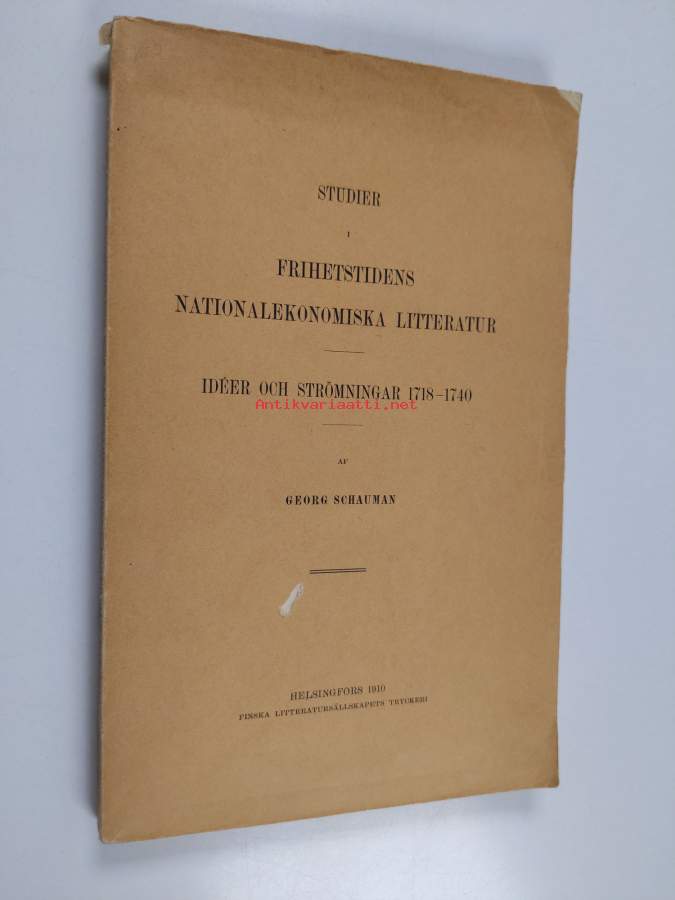 STUDIER
I
FRIHETSTIDENS
NATIONALEKONOMISKA LITTERATUR
IDÉER OCH STRÖMNINGAR 1718–1740
Antikvariaatti.net
AF
GEORG SCHAUMAN
HELSINGFORS 1910
FINSKA LITTERATURSÄLLSKAPETS TRYCKERI